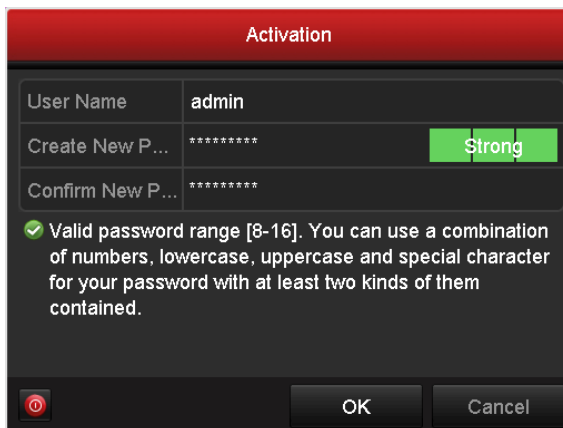 Activation
User Name admin
Create New P... ********* Strong
Confirm New P... *********
Valid password range [8-16]. You can use a combination
of numbers, lowercase, uppercase and special character
for your password with at least two kinds of them
contained.
OK Cancel